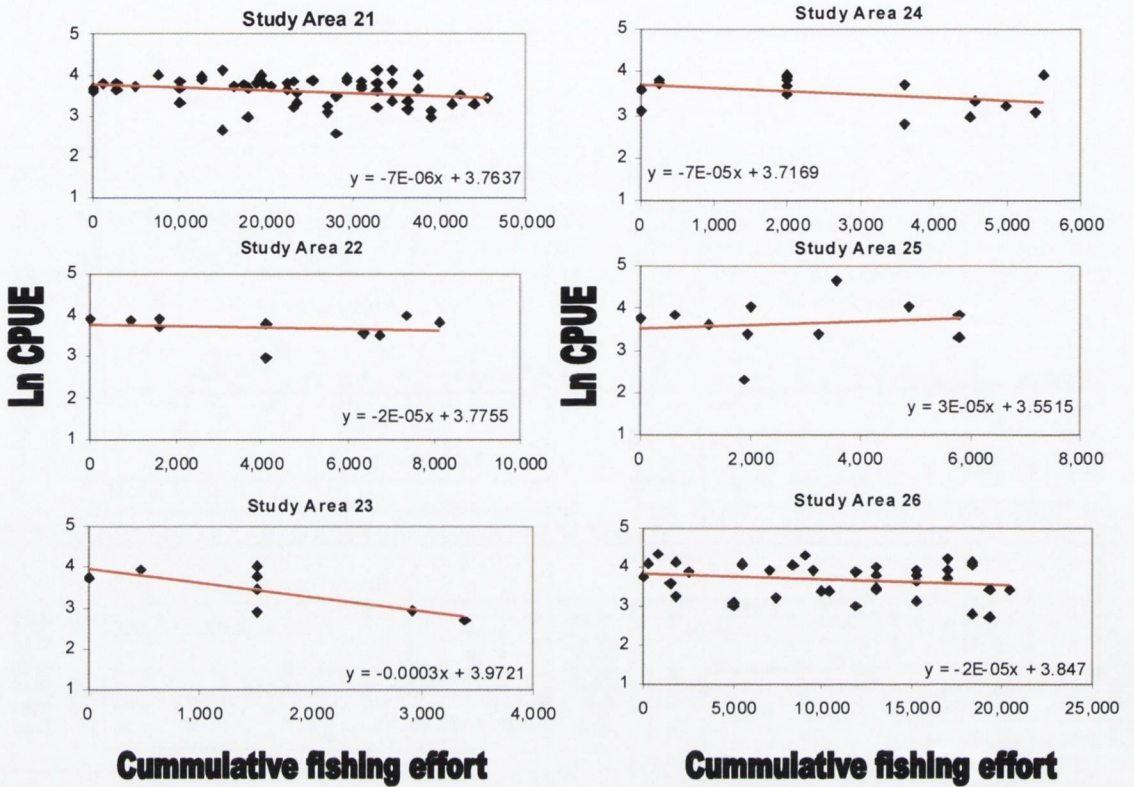 Study Area 21
5
4
3
2
1
0 10,000 20,000 30,000 40,000 50,000
y = -7E-06x + 3.7637
Study Area 22
5
4
3
2
1
0 2,000 4,000 6,000 8,000 10,000
y = -2E-05x + 3.7755
Ln CPUE
Study Area 23
5
4
3
2
1
0 1,000 2,000 3,000 4,000
y = -0.0003x + 3.9721
Cummulative fishing effort
Study Area 24
5
4
3
2
1
0 1,000 2,000 3,000 4,000 5,000 6,000
y = -7E-05x + 3.7169
Study Area 25
5
4
3
2
1
0 2,000 4,000 6,000 8,000
y = 3E-05x + 3.5515
Ln CPUE
Study Area 26
5
4
3
2
1
0 5,000 10,000 15,000 20,000 25,000
y = -2E-05x + 3.847
Cummulative fishing effort